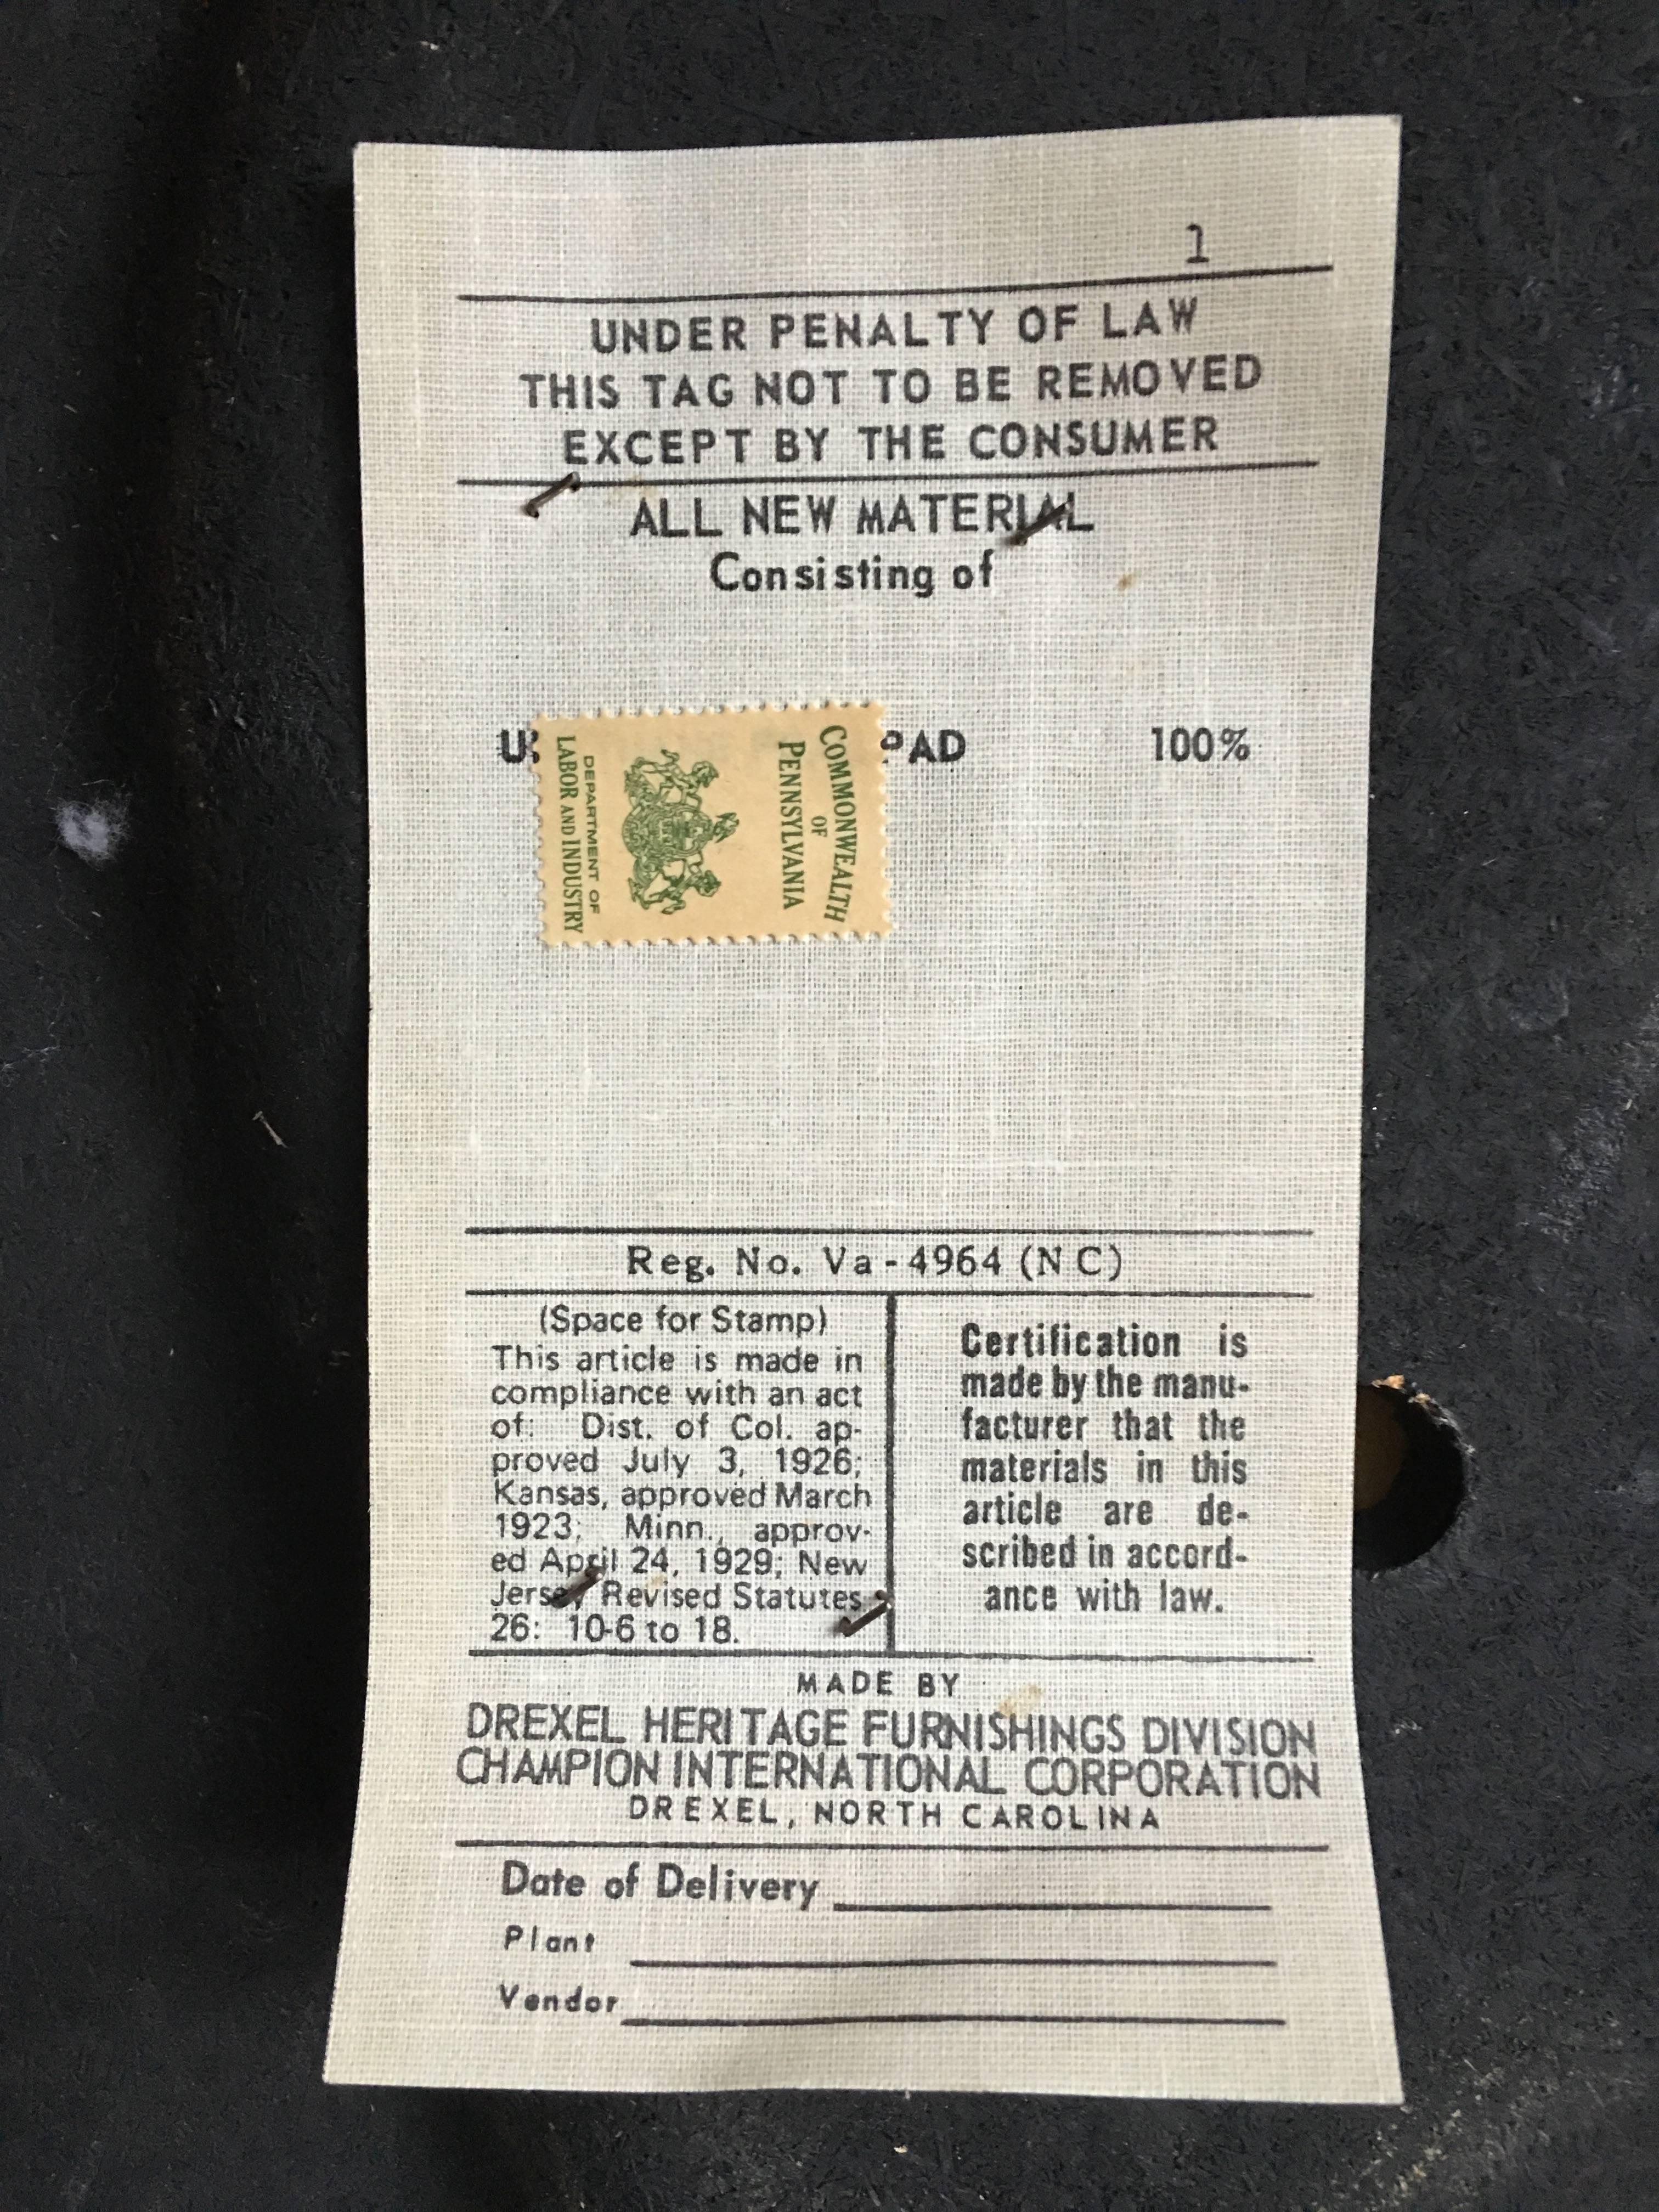 1
UNDER PENALTY OF LAW
THIS TAG NOT TO BE REMOVED
EXCEPT BY THE CONSUMER
ALL NEW MATERIAL
Consisting of
100%
COMMONWEALTH
OF
PENNSYLVANIA
DEPARTMENT OF
LABOR AND INDUSTRY
Reg. No. Va - 4964 (NC)
(Space for Stamp)
This article is made in
compliance with an act
of: Dist. of Col. ap-
proved July 3, 1926;
Kansas, approved March
1923; Minn., approv-
ed April 24, 1929; New
Jersey Revised Statutes
26: 10-6 to 18.
Certification is
made by the manu-
facturer that the
materials in this
article are de-
scribed in accord-
ance with law.
MADE BY
DREXEL HERITAGE FURNISHINGS DIVISION
CHAMPION INTERNATIONAL CORPORATION
DREXEL, NORTH CAROLINA
Date of Delivery
Plant
Vendor